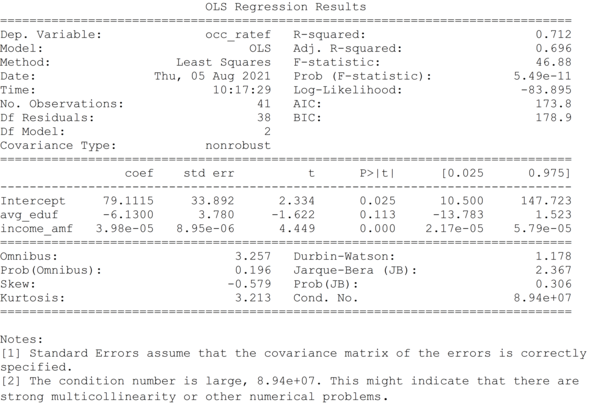 OLS Regression Results
==============================================================================
Dep. Variable: occ_ratef R-squared: 0.712
Model: OLS Adj. R-squared: 0.696
Method: Least Squares F-statistic: 46.88
Date: Thu, 05 Aug 2021 Prob (F-statistic): 5.49e-11
Time: 10:17:29 Log-Likelihood: -83.895
No. Observations: 41 AIC: 173.8
Df Residuals: 38 BIC: 178.9
Df Model: 2
Covariance Type: nonrobust
==============================================================================
coef std err t P>|t| [0.025 0.975]
------------------------------------------------------------------------------
Intercept 79.1115 33.892 2.334 0.025 10.500 147.723
avg_eduf -6.1300 3.780 -1.622 0.113 -13.783 1.523
income_amf 3.98e-05 8.95e-06 4.449 0.000 2.17e-05 5.79e-05
==============================================================================
Omnibus: 3.257 Durbin-Watson: 1.178
Prob(Omnibus): 0.196 Jarque-Bera (JB): 2.367
Skew: -0.579 Prob(JB): 0.306
Kurtosis: 3.213 Cond. No. 8.94e+07
==============================================================================
Notes:
[1] Standard Errors assume that the covariance matrix of the errors is correctly
specified.
[2] The condition number is large, 8.94e+07. This might indicate that there are
strong multicollinearity or other numerical problems.